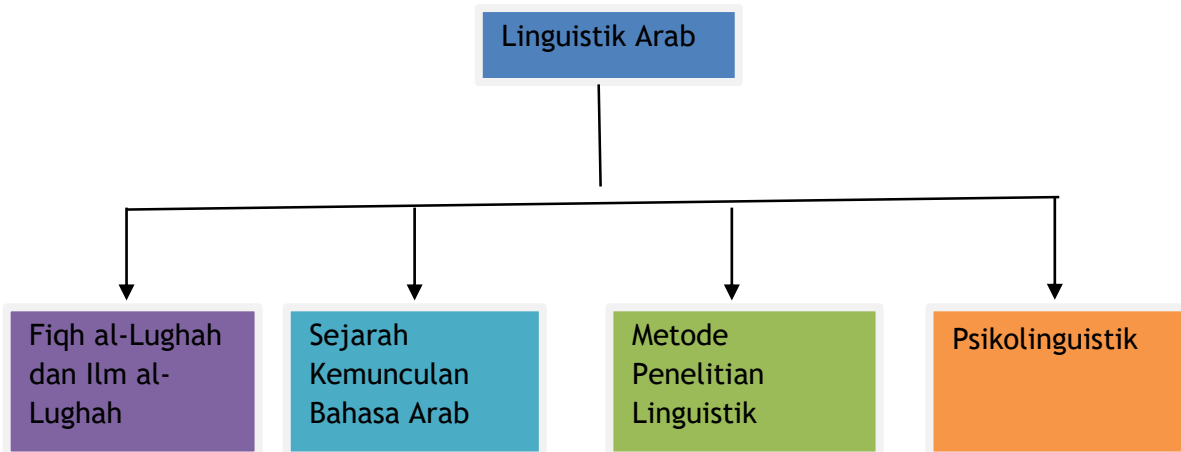 Linguistik Arab
Fiqh al-Lughah
dan Ilm al-
Lughah
Sejarah
Kemunculan
Bahasa Arab
Metode
Penelitian
Linguistik
Psikolinguistik